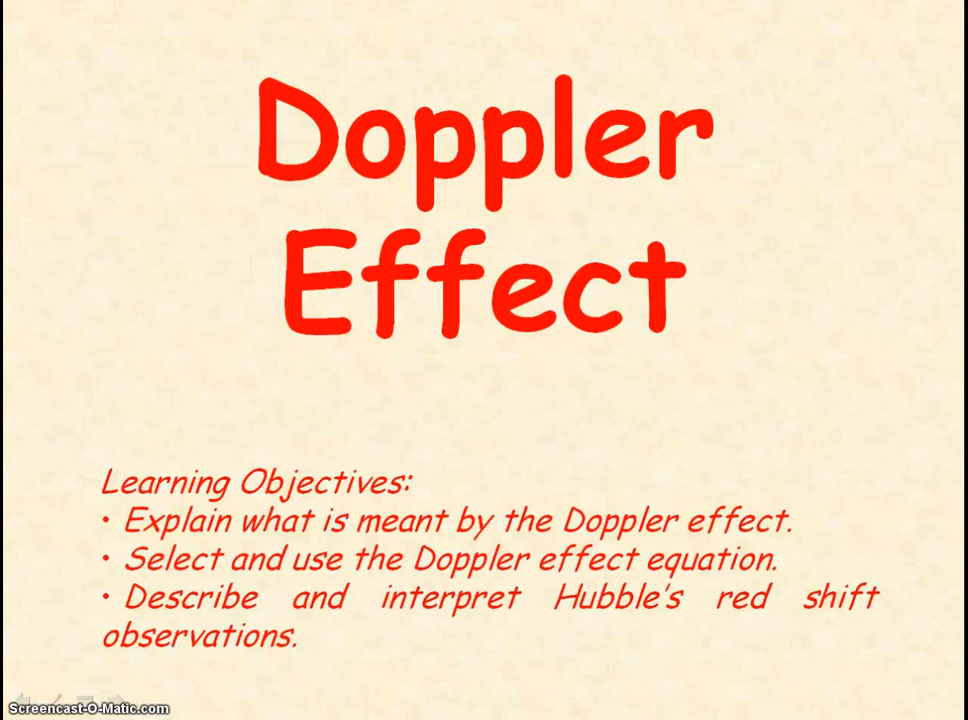 Doppler
Effect
Learning Objectives:
• Explain what is meant by the Doppler effect.
• Select and use the Doppler effect equation.
• Describe and interpret Hubble's red shift
observations.
Screencast-O-Matic.com